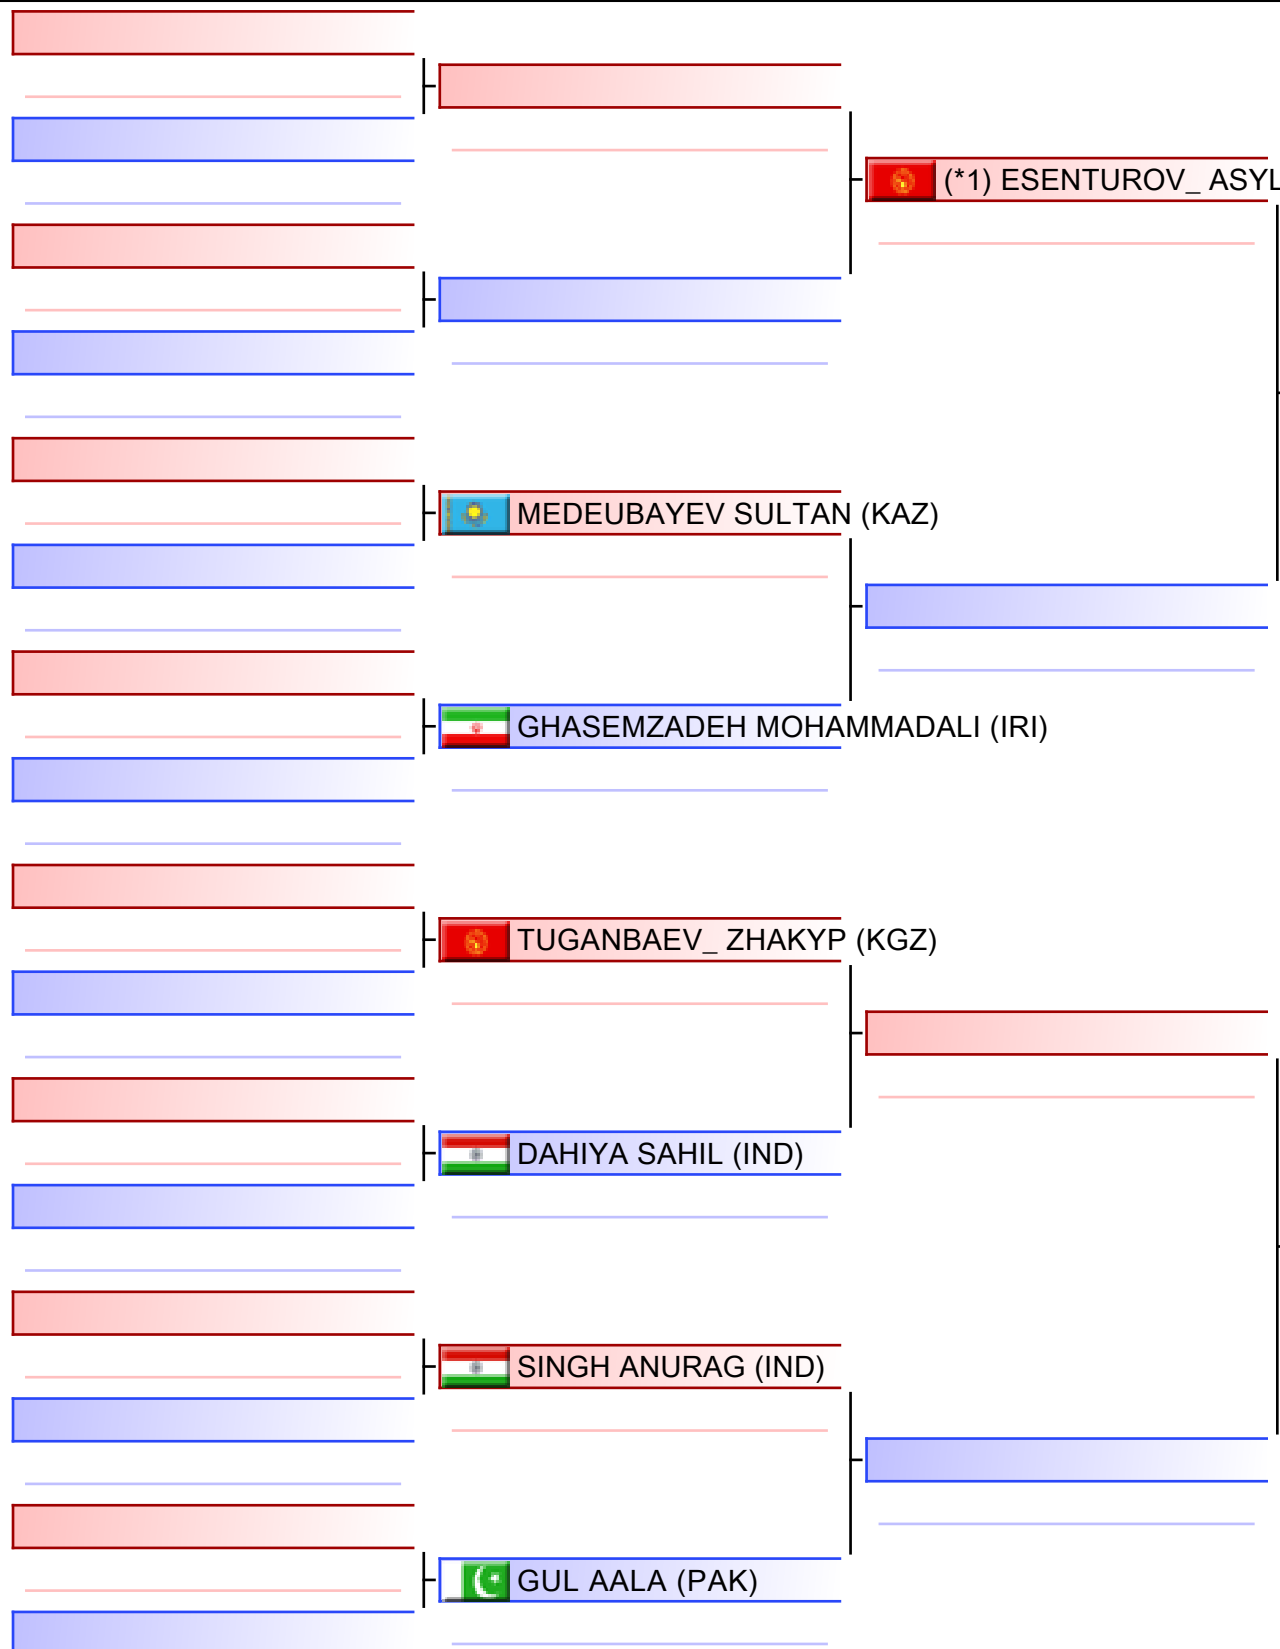 (*1) ESENTUROV_ ASYL
MEDEUBAYEV SULTAN (KAZ)
GHASEMZADEH MOHAMMADALI (IRI)
TUGANBAEV_ ZHAKYP (KGZ)
DAHIYA SAHIL (IND)
SINGH ANURAG (IND)
GUL AALA (PAK)